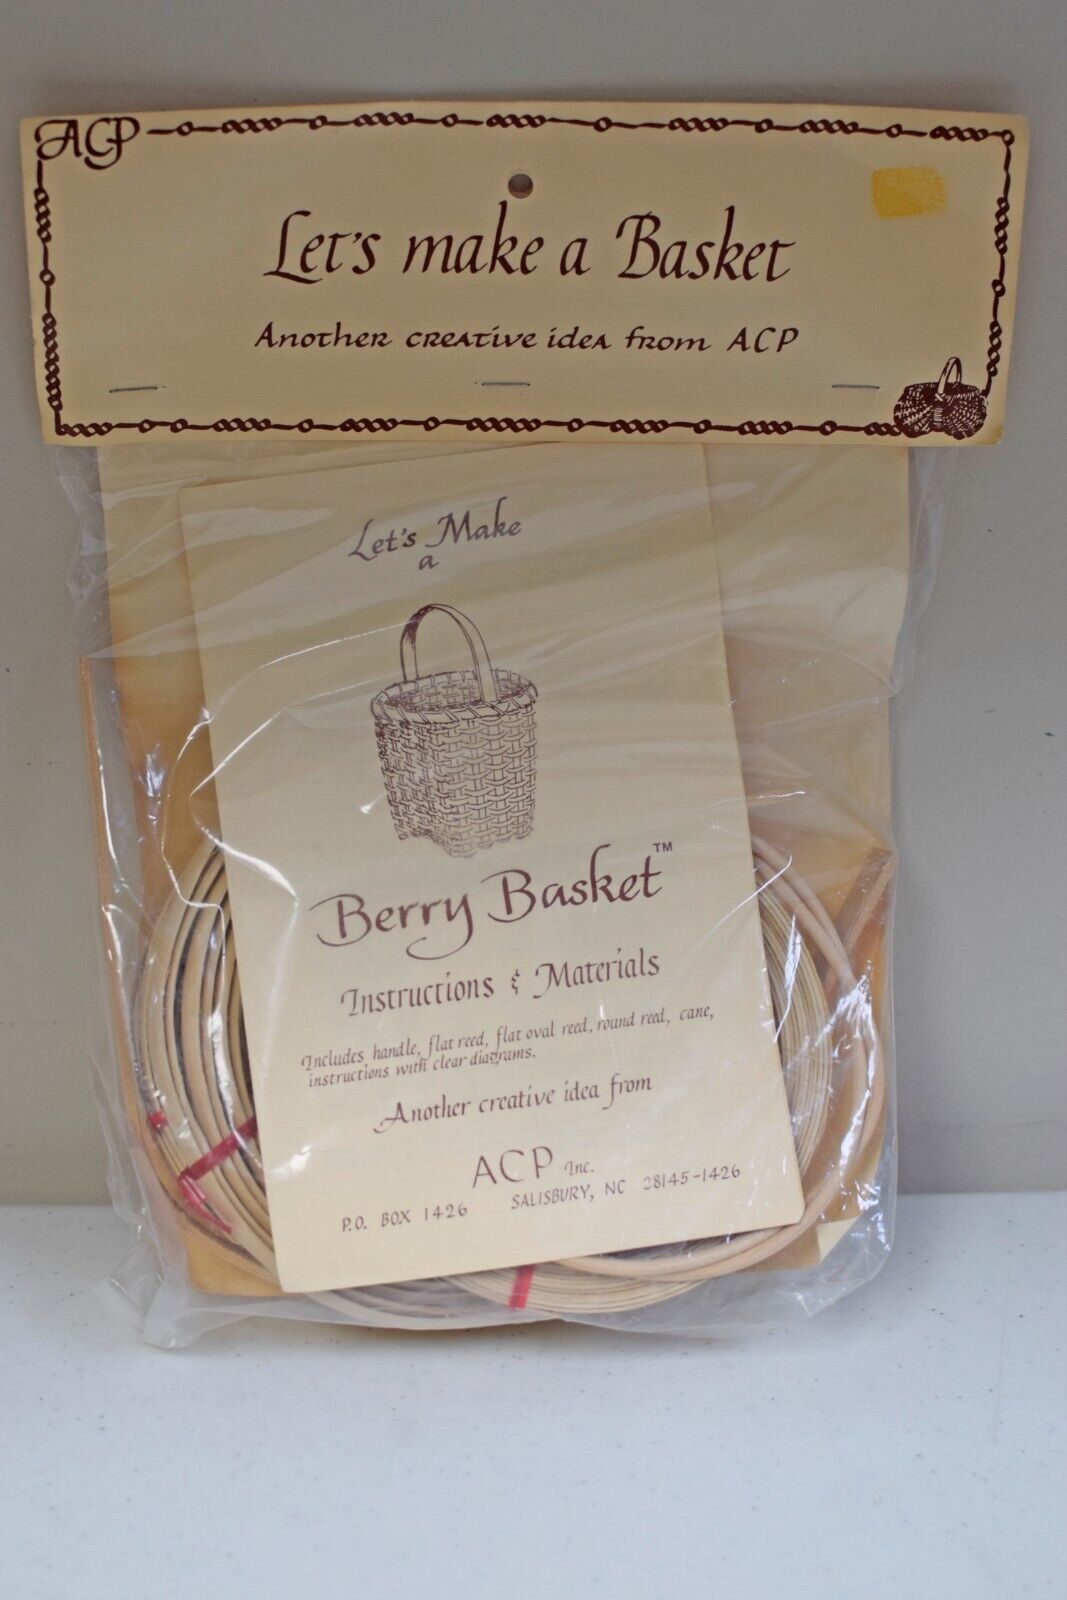 ACP
Let's make a Basket
Another creative idea from ACP
Let's Make
a
Berry Basket™
Instructions & Materials
Includes handle, flat reed, flat oval reed, round reed, cane,
instructions with clear diagrams.
Another creative idea from
ACP Inc.
P.O. BOX 1426 SALISBURY, NC 28145-1426